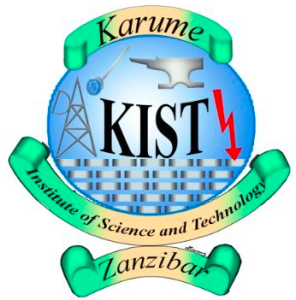 Karume
KIST
Institute of Science and Technology
Zanzibar